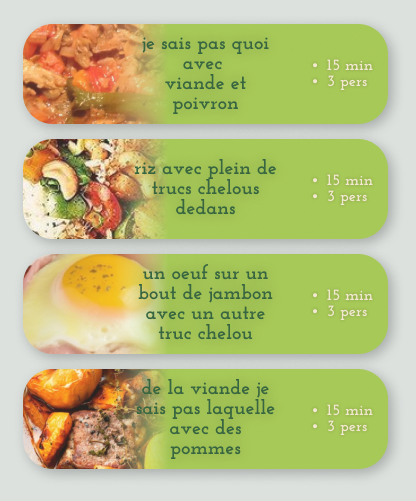 je sais pas quoi
avec
viande et
poivron
• 15 min
• 3 pers
riz avec plein de
trucs chelous
dedans
• 15 min
• 3 pers
un oeuf sur un
bout de jambon
avec un autre
truc chelou
• 15 min
• 3 pers
de la viande je
sais pas laquelle
avec des
pommes
• 15 min
• 3 pers